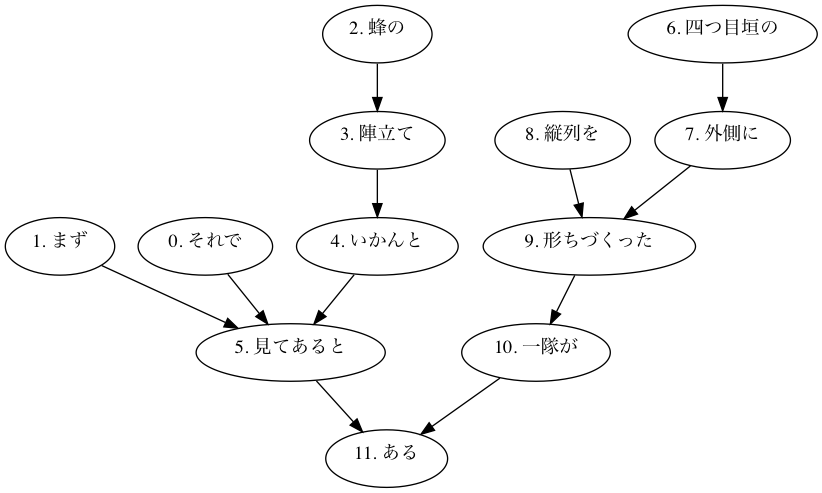 2. 蜂の
6. 四つ目垣の
3. 陣立て
8. 縦列を
7. 外側に
1. まず
0. それで
4. いかんと
9. 形ちづくった
5. 見てあると
10. 一隊が
11. ある